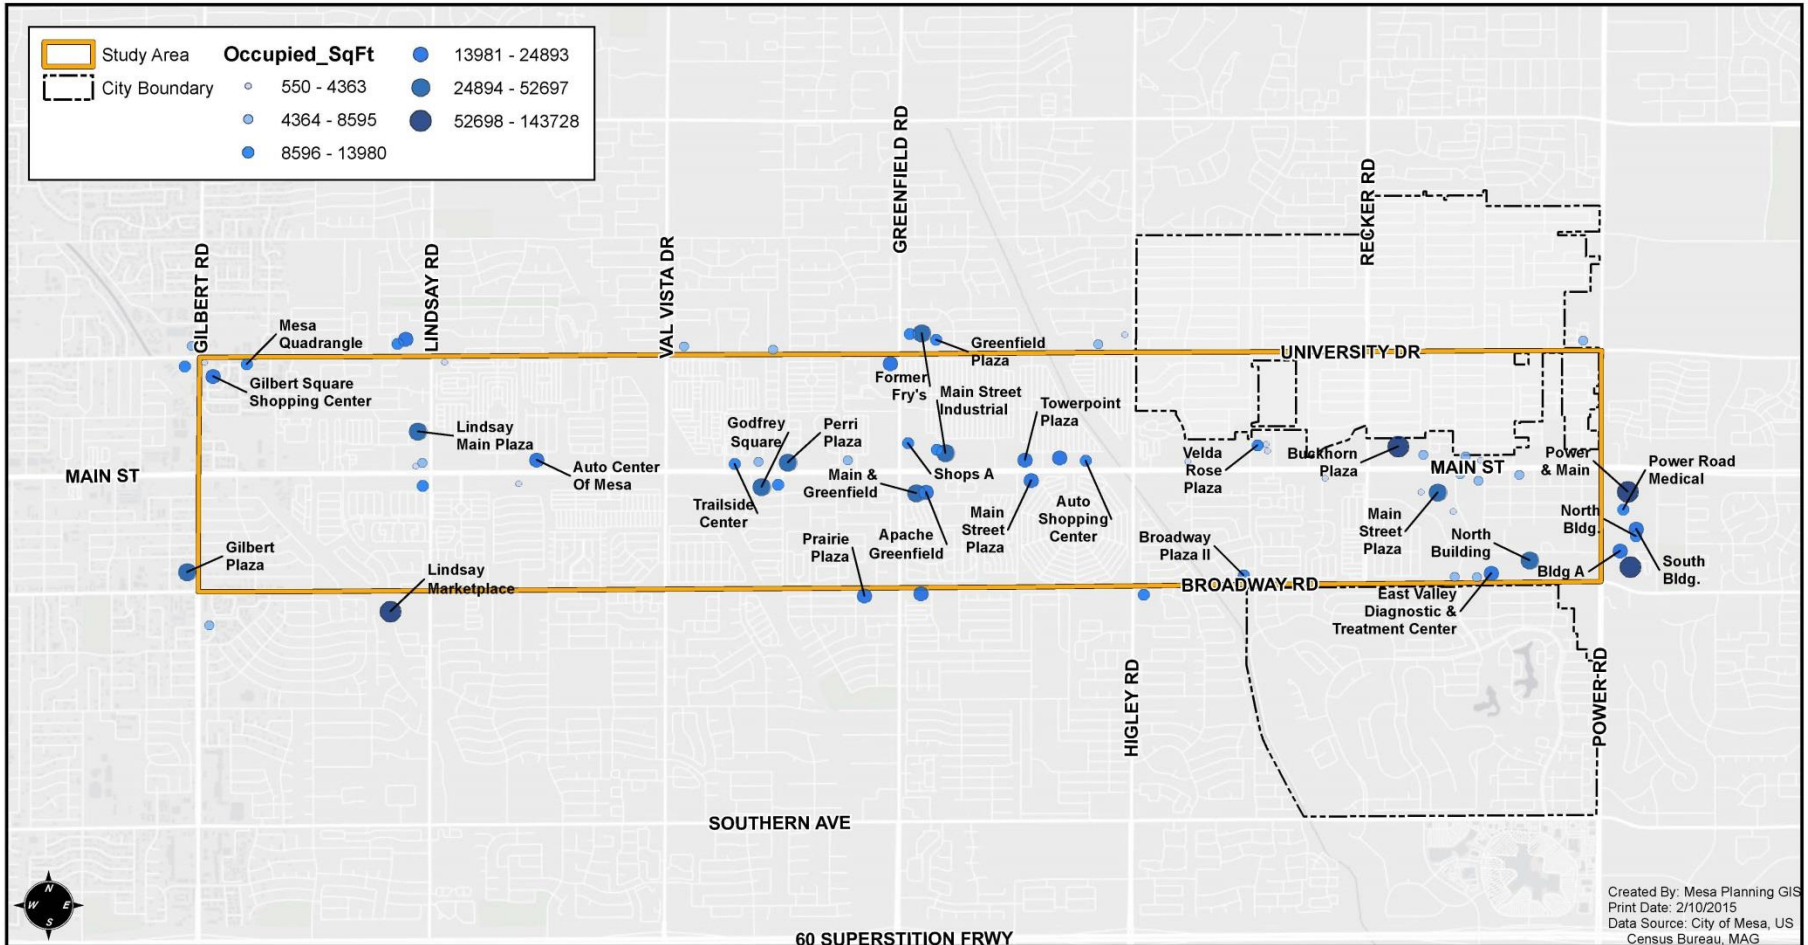 Study Area
City Boundary
Occupied_SqFt
550 - 4363
4364 - 8595
8596 - 13980
13981 - 24893
24894 - 52697
52698 - 143728
GILBERT RD
LINDSAY RD
VAL VISTA DR
GREENFIELD RD
RECKER RD
Mesa
Quadrangle
Gilbert Square
Shopping Center
Greenfield
Plaza
UNIVERSITY DR
Former
Fry's
Main Street
Industrial
Towerpoint
Plaza
Lindsay
Main Plaza
Godfrey
Square
Perri
Plaza
MAIN ST
Auto Center
Of Mesa
Trailside
Center
Main &
Greenfield
Shops A
Velda
Rose
Plaza
Buckhorn
Plaza
MAIN ST
Power
& Main
Power Road
Medical
Prairie
Plaza
Apache
Greenfield
Main
Street
Plaza
Auto
Shopping
Center
Broadway
Plaza II
Main
Street
Plaza
North
Building
North
Bldg.
Bldg A
South
Bldg.
Gilbert
Plaza
Lindsay
Marketplace
BROADWAY RD
East Valley
Diagnostic &
Treatment Center
HIGLEY RD
POWER RD
SOUTHERN AVE
60 SUPERSTITION FRWY
N
W
E
S
Created By: Mesa Planning GIS
Print Date: 2/10/2015
Data Source: City of Mesa, US
Census Bureau, MAG